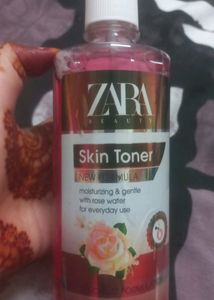 ZARA
BEAUTY
Skin Toner
NEW FORMULA
moisturizing & gentle
with rose water
for everyday use